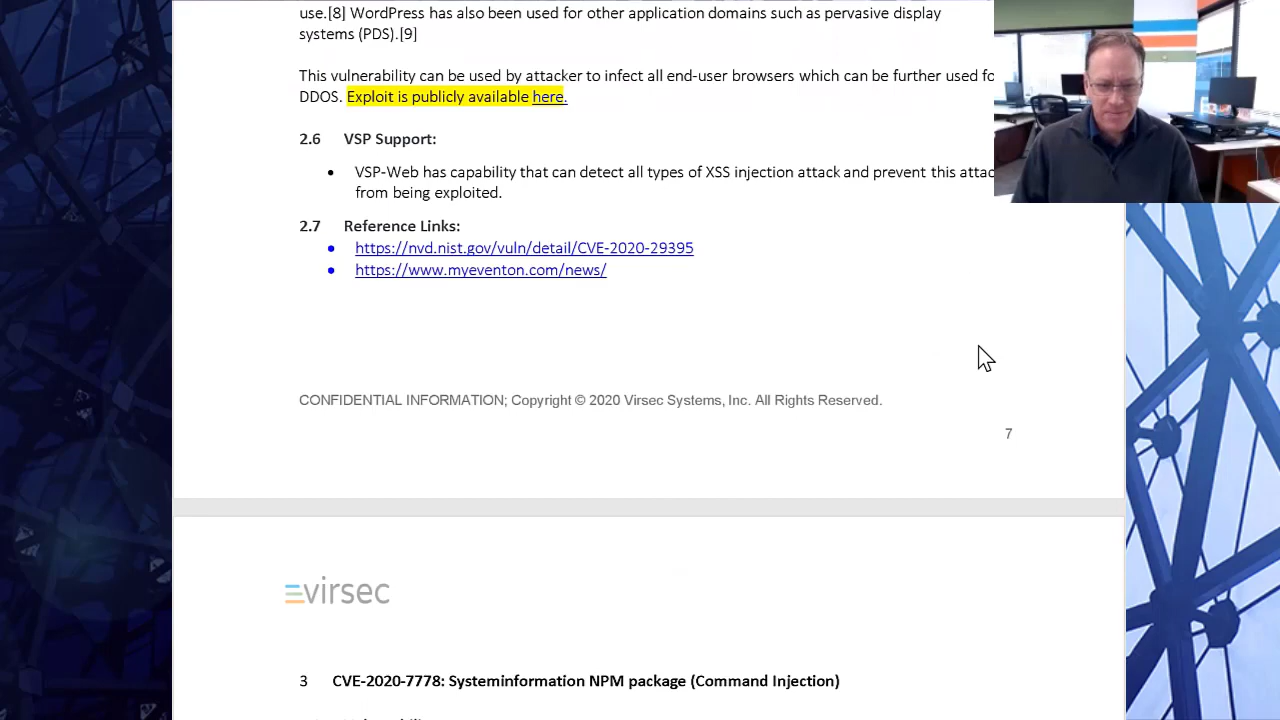 use.[8] WordPress has also been used for other application domains such as pervasive display
systems (PDS).[9]
This vulnerability can be used by attacker to infect all end-user browsers which can be further used
DDOS. Exploit is publicly available here.
2.6 VSP Support:
• VSP-Web has capability that can detect all types of XSS injection attack and prevent this
from being exploited.
2.7 Reference Links:
• https://nvd.nist.gov/vuln/detail/CVE-2020-29395
• https://www.myeventon.com/news/
CONFIDENTIAL INFORMATION; Copyright © 2020 Virsec Systems, Inc. All Rights Reserved.
7
virsec
3 CVE-2020-7778: Systeminformation NPM package (Command Injection)